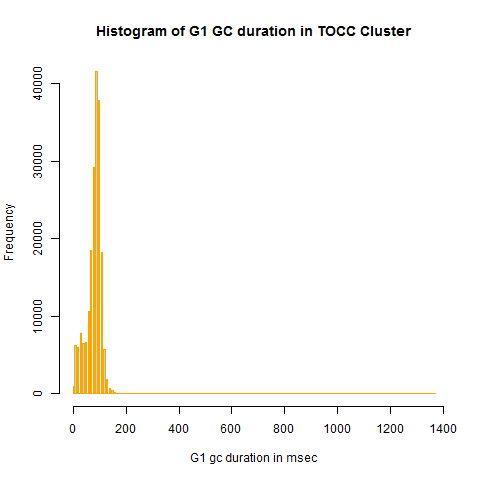 Histogram of G1 GC duration in TOCC Cluster
Frequency
40000
30000
20000
10000
0
0 200 400 600 800 1000 1200 1400
G1 gc duration in msec